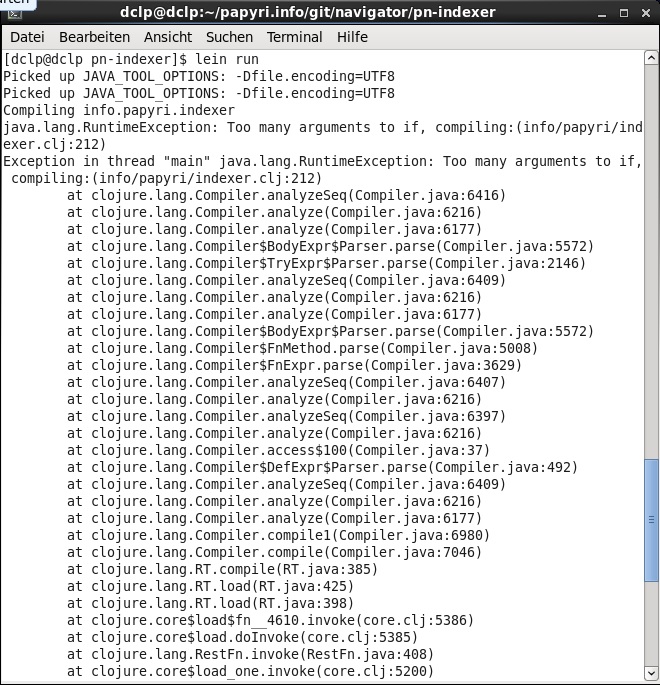 arten
dclp@dclp:~/papyri.info/git/navigator/pn-indexer
Datei Bearbeiten Ansicht Suchen Terminal Hilfe
[dclp@dclp pn-indexer]$ lein run
Picked up JAVA_TOOL_OPTIONS: -Dfile.encoding=UTF8
Picked up JAVA_TOOL_OPTIONS: -Dfile.encoding=UTF8
Compiling info.papyri.indexer
java.lang.RuntimeException: Too many arguments to if, compiling:(info/papyri/ind
exer.clj:212)
Exception in thread "main" java.lang.RuntimeException: Too many arguments to if,
 compiling:(info/papyri/indexer.clj:212)
        at clojure.lang.Compiler.analyzeSeq(Compiler.java:6416)
        at clojure.lang.Compiler.analyze(Compiler.java:6216)
        at clojure.lang.Compiler.analyze(Compiler.java:6177)
        at clojure.lang.Compiler$BodyExpr$Parser.parse(Compiler.java:5572)
        at clojure.lang.Compiler$TryExpr$Parser.parse(Compiler.java:2146)
        at clojure.lang.Compiler.analyzeSeq(Compiler.java:6409)
        at clojure.lang.Compiler.analyze(Compiler.java:6216)
        at clojure.lang.Compiler.analyze(Compiler.java:6177)
        at clojure.lang.Compiler$BodyExpr$Parser.parse(Compiler.java:5572)
        at clojure.lang.Compiler$FnMethod.parse(Compiler.java:5008)
        at clojure.lang.Compiler$FnExpr.parse(Compiler.java:3629)
        at clojure.lang.Compiler.analyzeSeq(Compiler.java:6407)
        at clojure.lang.Compiler.analyze(Compiler.java:6216)
        at clojure.lang.Compiler.analyzeSeq(Compiler.java:6397)
        at clojure.lang.Compiler.analyze(Compiler.java:6216)
        at clojure.lang.Compiler.access$100(Compiler.java:37)
        at clojure.lang.Compiler$DefExpr$Parser.parse(Compiler.java:492)
        at clojure.lang.Compiler.analyzeSeq(Compiler.java:6409)
        at clojure.lang.Compiler.analyze(Compiler.java:6216)
        at clojure.lang.Compiler.analyze(Compiler.java:6177)
        at clojure.lang.Compiler.compile1(Compiler.java:6980)
        at clojure.lang.Compiler.compile(Compiler.java:7046)
        at clojure.lang.RT.compile(RT.java:385)
        at clojure.lang.RT.load(RT.java:425)
        at clojure.lang.RT.load(RT.java:398)
        at clojure.core$load$fn__4610.invoke(core.clj:5386)
        at clojure.core$load.doInvoke(core.clj:5385)
        at clojure.lang.RestFn.invoke(RestFn.java:408)
        at clojure.core$load_one.invoke(core.clj:5200)